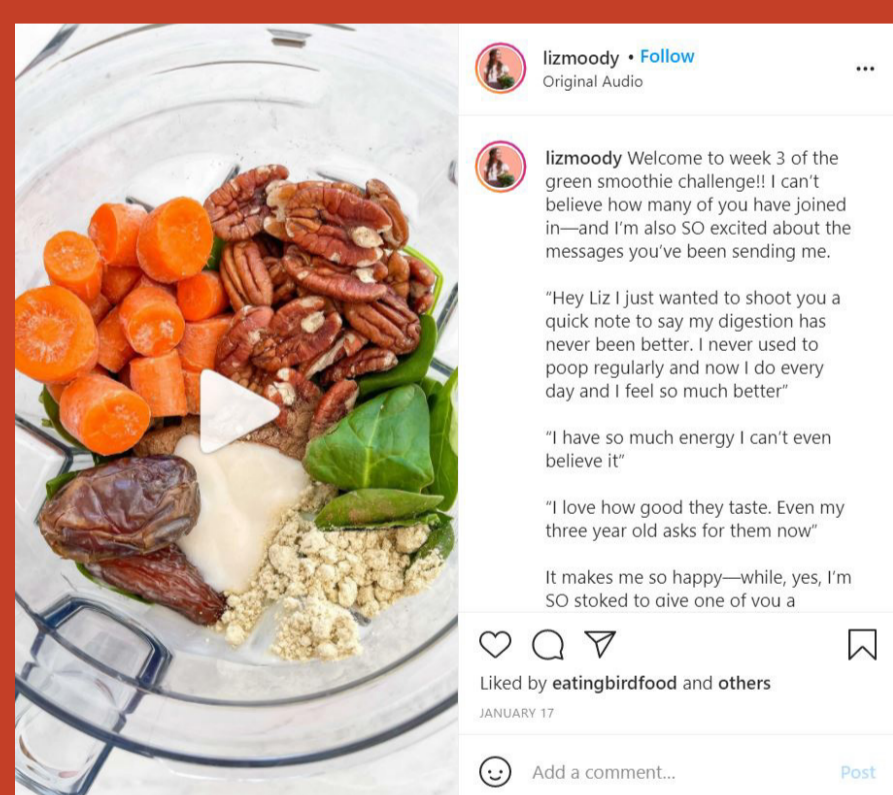 lizmoody • Follow
Original Audio
lizmoody Welcome to week 3 of the
green smoothie challenge!! I can't
believe how many of you have joined
in—and I'm also SO excited about the
messages you've been sending me.
"Hey Liz I just wanted to shoot you a
quick note to say my digestion has
never been better. I never used to
poop regularly and now I do every
day and I feel so much better"
"I have so much energy I can't even
believe it"
"I love how good they taste. Even my
three year old asks for them now"
It makes me so happy—while, yes, I'm
SO stoked to give one of you a
Liked by eatingbirdfood and others
JANUARY 17
Add a comment... Post